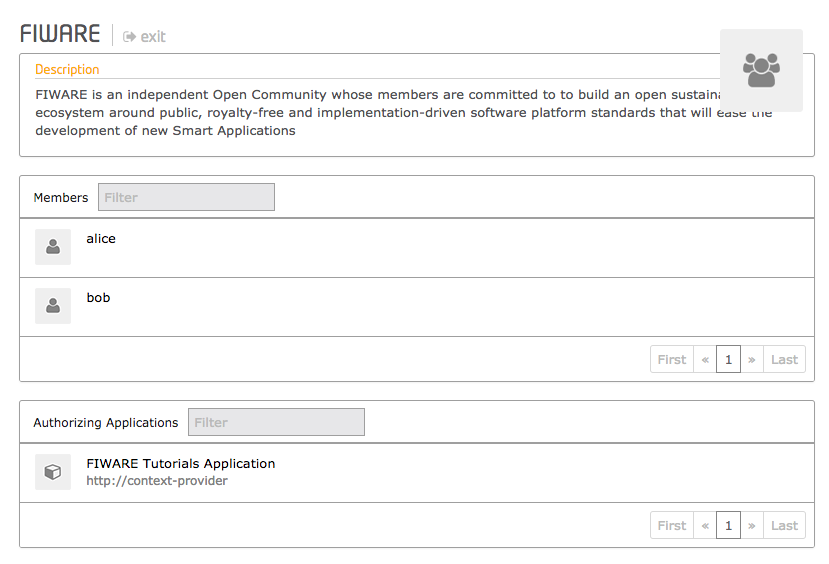 FIWARE exit
Description
FIWARE is an independent Open Community whose members are committed to to build an open
ecosystem around public, royalty-free and implementation-driven software platform standards that will ease the
development of new Smart Applications
Members Filter
alice
bob
First « 1 » Last
Authorizing Applications Filter
FIWARE Tutorials Application
http://context-provider
First « 1 » Last